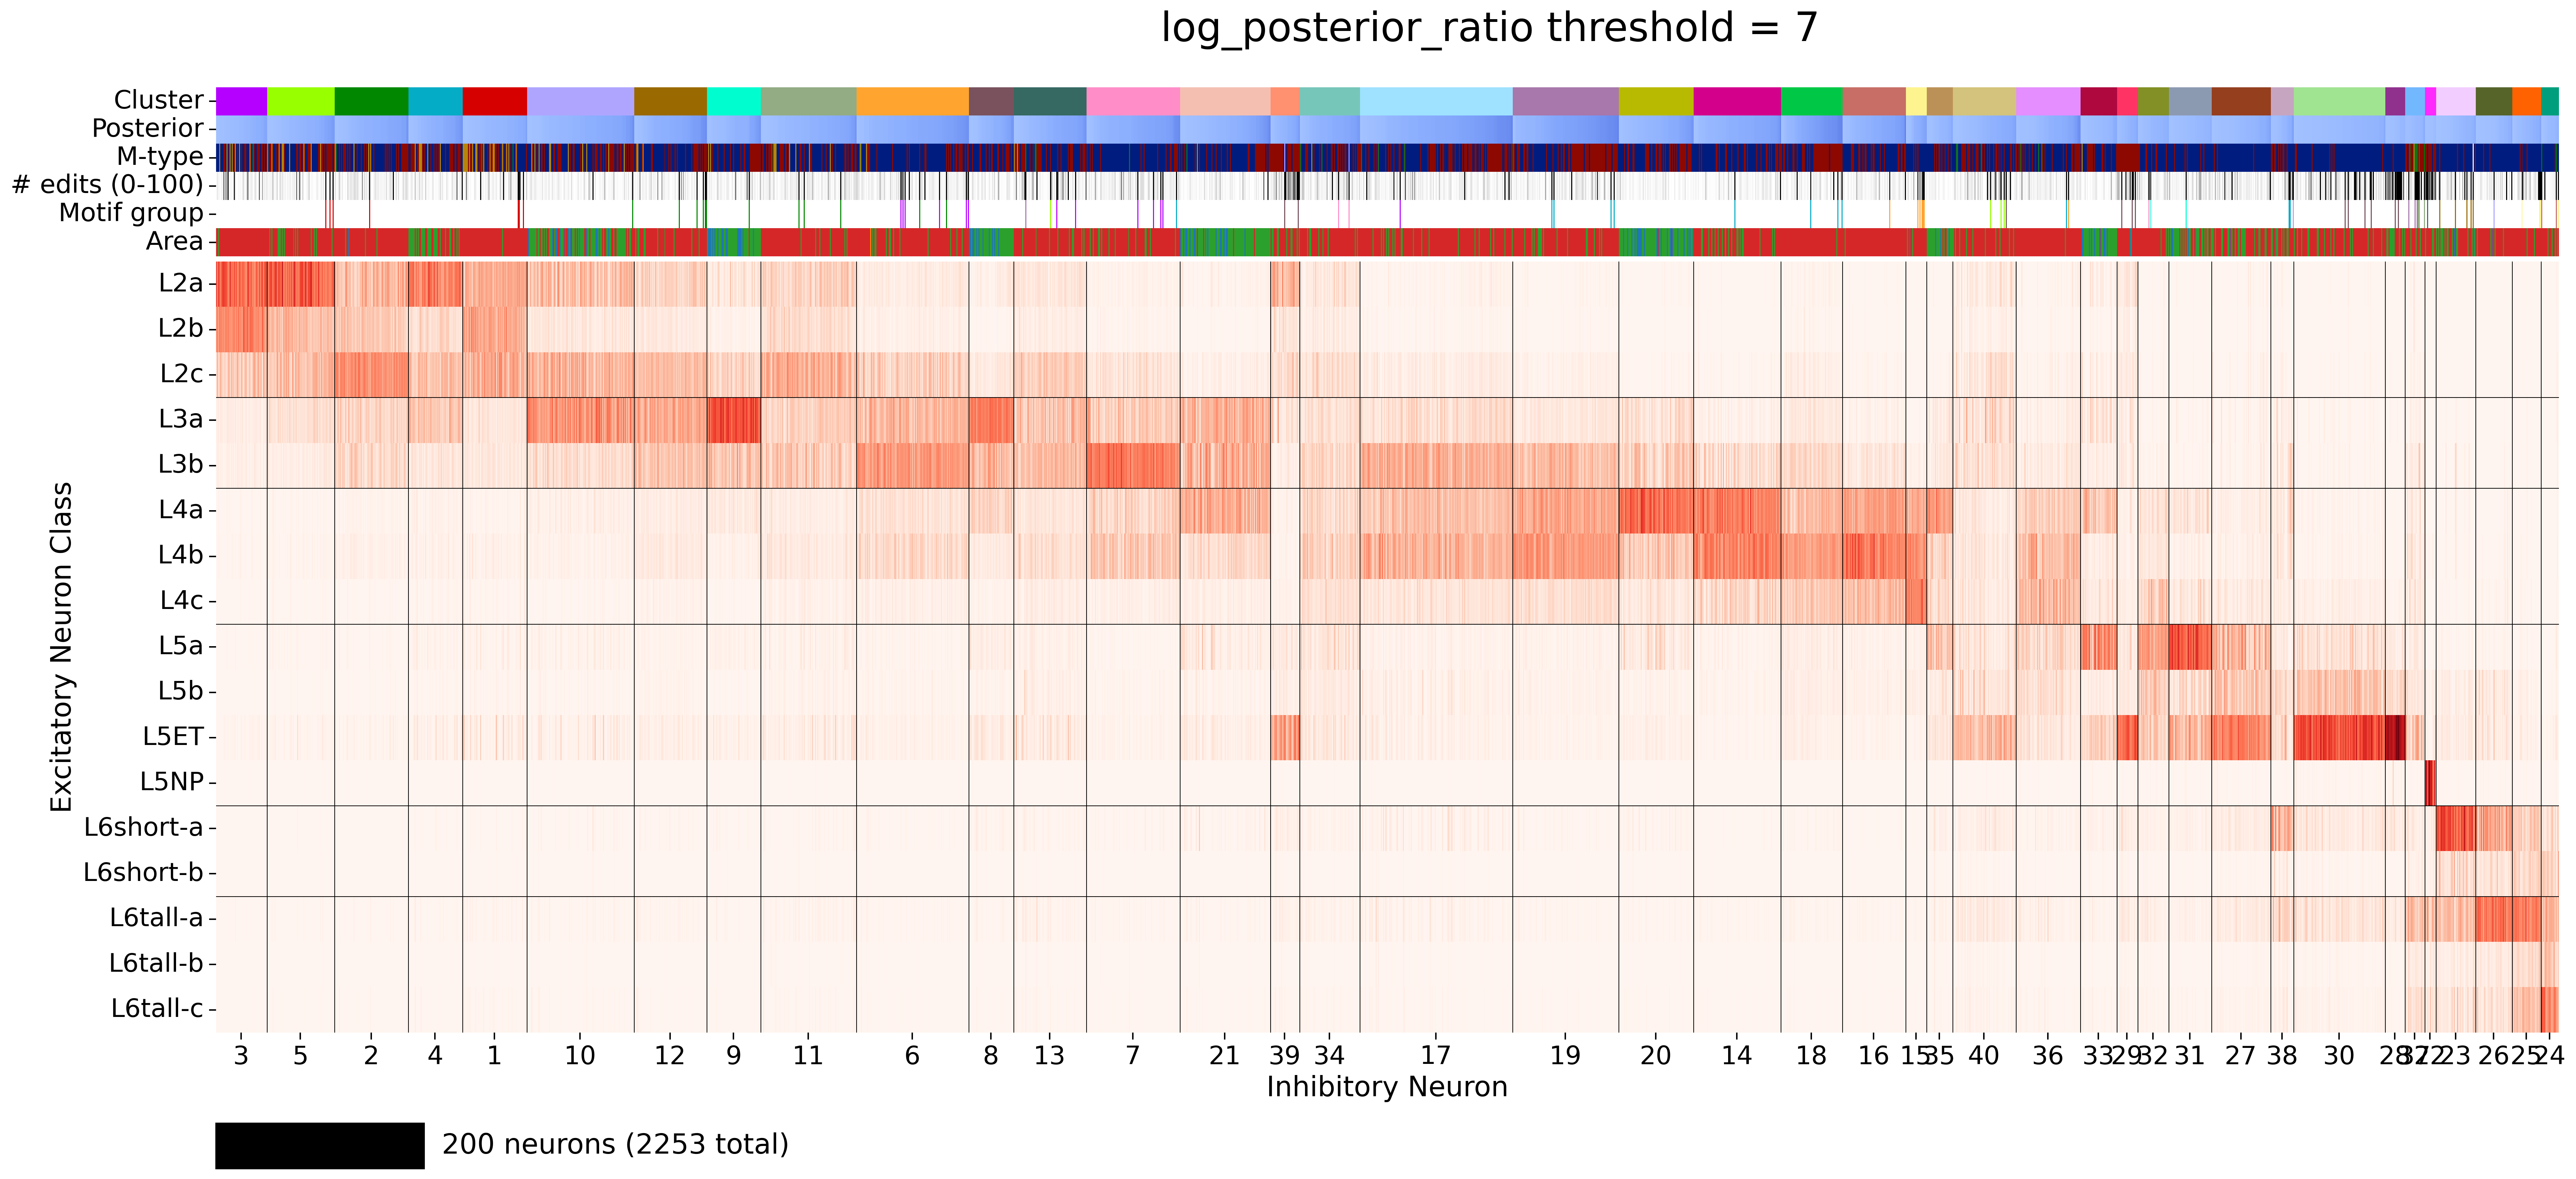 log_posterior_ratio threshold = 7
Cluster
Posterior
M-type
# edits (0-100)
Motif group
Area
Excitatory Neuron Class
L2a
L2b
L2c
L3a
L3b
L4a
L4b
L4c
L5a
L5b
L5ET
L5NP
L6short-a
L6short-b
L6tall-a
L6tall-b
L6tall-c
3 5 2 4 1 10 12 9 11 6 8 13 7 21 39 34 17 19 20 14 18 16 15 35 40 36 33 29 32 31 27 38 30 28 37 22 23 26 25 24
Inhibitory Neuron
200 neurons (2253 total)